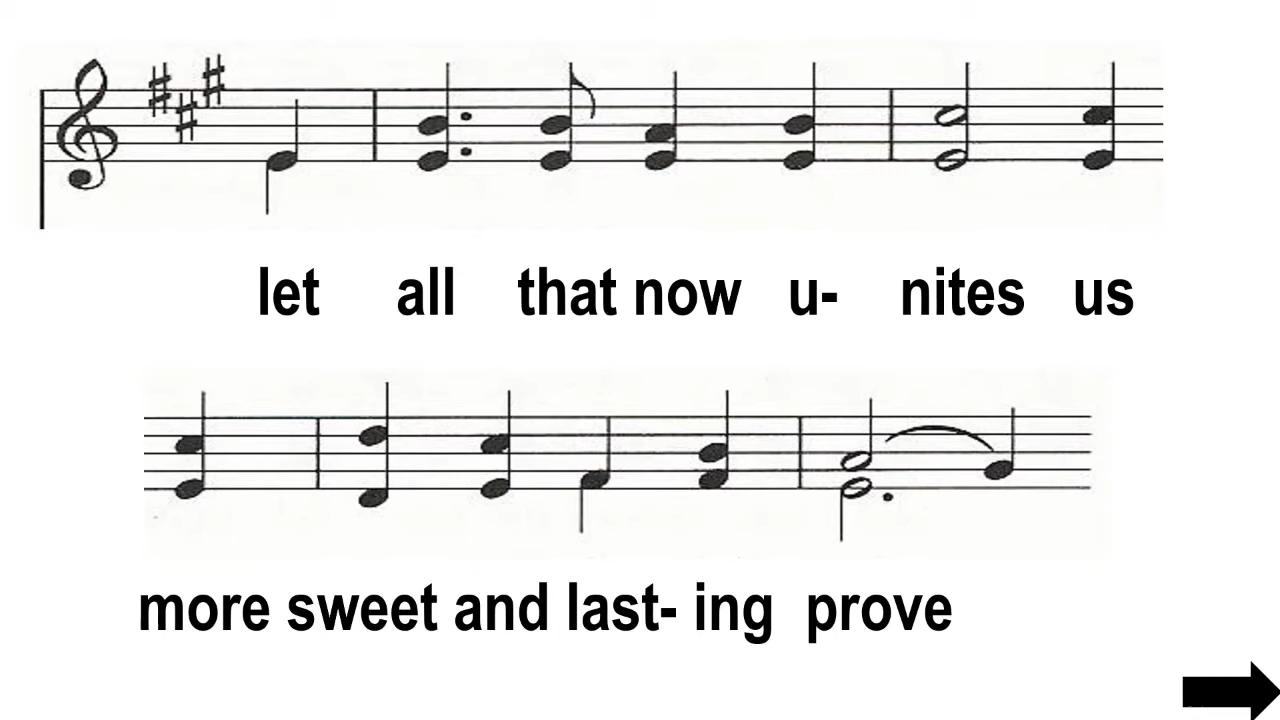 let all that now u- nites us
more sweet and last- ing prove